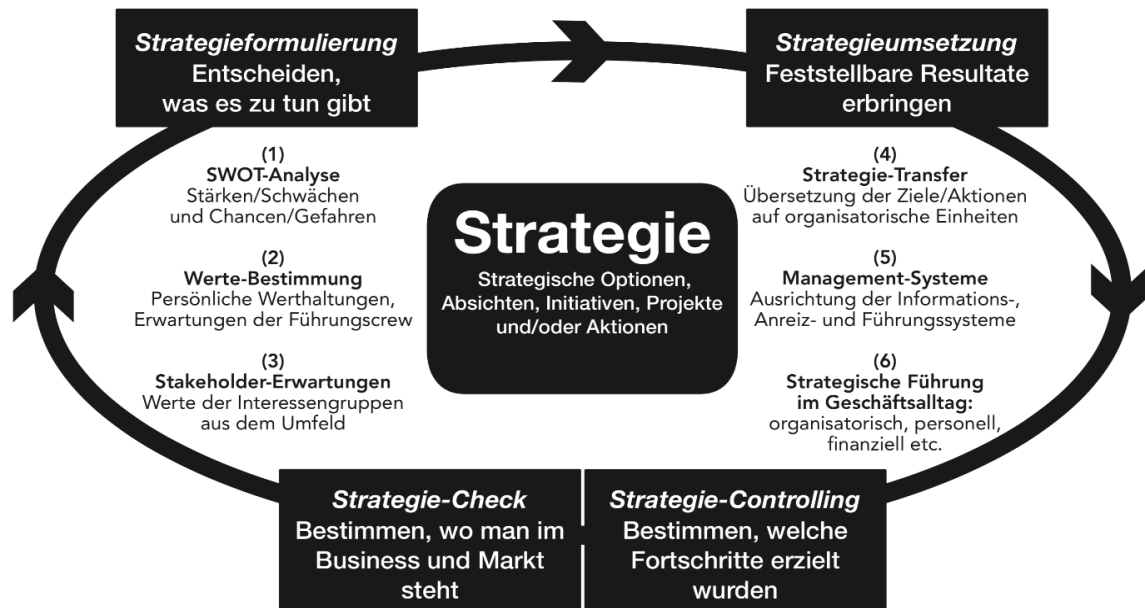 Strategieformulierung
Entscheiden,
was es zu tun gibt
Strategieumsetzung
Feststellbare Resultate
erbringen
(1)
SWOT-Analyse
Stärken/Schwächen
und Chancen/Gefahren
(2)
Werte-Bestimmung
Persönliche Werthaltungen,
Erwartungen der Führungscrew
(3)
Stakeholder-Erwartungen
Werte der Interessengruppen
aus dem Umfeld
Strategie
Strategische Optionen,
Absichten, Initiativen, Projekte
und/oder Aktionen
(4)
Strategie-Transfer
Übersetzung der Ziele/Aktionen
auf organisatorische Einheiten
(5)
Management-Systeme
Ausrichtung der Informations-,
Anreiz- und Führungssysteme
(6)
Strategische Führung
im Geschäftsalltag:
organisatorisch, personell,
finanziell etc.
Strategie-Check
Bestimmen, wo man im
Business und Markt
steht
Strategie-Controlling
Bestimmen, welche
Fortschritte erzielt
wurden